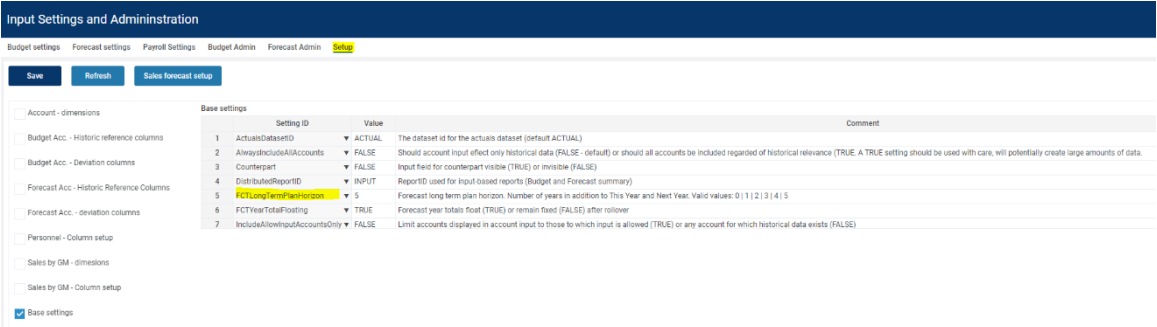 Input Settings and Admininstration
Budget settings Forecast settings Payroll Settings Budget Admin Forecast Admin Setup
Save Refresh Sales forecast setup
Account - dimensions
Budget Acc. - Historic reference columns
Budget Acc. - Deviation columns
Forecast Acc - Historic Reference Columns
Forecast Acc. - deviation columns
Personnel - Column setup
Sales by GM - dimesions
Sales by GM - Column setup
Base settings
Base settings
Setting ID Value Comment
1 ActualsDatasetID ACTUAL The dataset id for the actuals dataset (default ACTUAL)
2 AlwaysIncludeAllAccounts FALSE Should account input eflect only historical data (FALSE - default) or should all accounts be included regarded of historical relevance (TRUE. A TRUE setting should be used with care, will potentially create large amounts of data.
3 Counterpart FALSE Input field for counterpart visible (TRUE) or invisible (FALSE)
4 DistributedReportID INPUT ReportID used for input-based reports (Budget and Forecast summary)
5 FCTLongTermPlanHorizon 5 Forecast long term plan horizon. Number of years in addition to This Year and Next Year. Valid values: 0 | 1 | 2 | 3 | 4 | 5
6 FCTYearTotalFloating TRUE Forecast year totals float (TRUE) or remain fixed (FALSE) after rollover
7 IncludeAllowInputAccountsOnly FALSE Limit accounts displayed in account input to those to which input is allowed (TRUE) or any account for which historical data exists (FALSE)